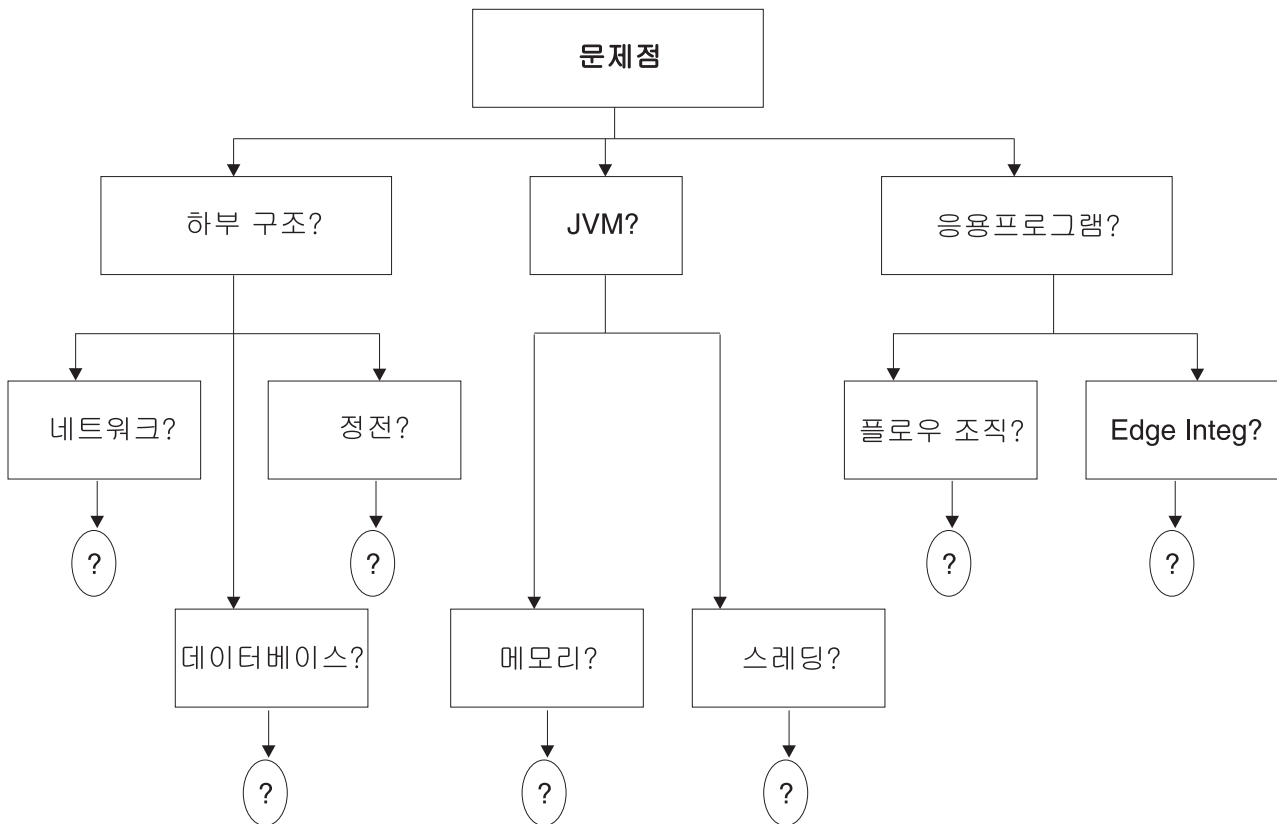 문제점
하부 구조?
JVM?
응용프로그램?
네트워크?
정전?
플로우 조직?
Edge Integ?
?
?
?
?
데이터베이스?
메모리?
스레딩?
?
?
?